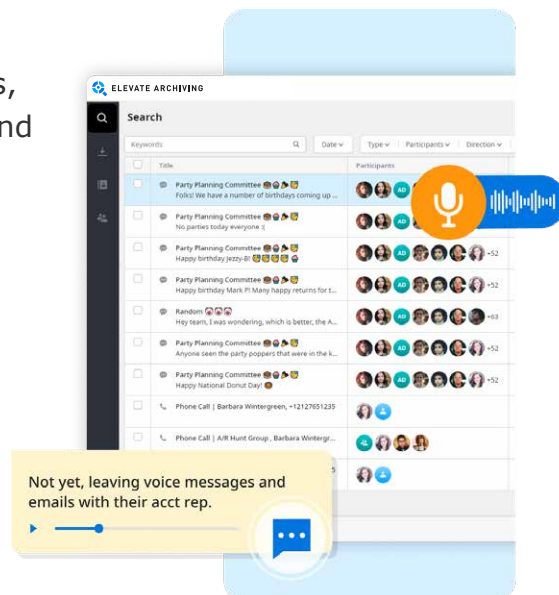 s,
nd
ELEVATE ARCHIVING
Search
Keywords Date Type Participants Direction
Title Participants
Party Planning Committee
Folks! We have a number of birthdays coming up ...
AD
Party Planning Committee
No parties today everyone :(
AD
Party Planning Committee
Happy birthday Jezzy-B!
AD +52
Party Planning Committee
Happy birthday Mark P! Many happy returns for t...
AD +52
Random
Hey team, I was wondering, which is better, the A...
AD +63
Party Planning Committee
Anyone seen the party poppers that were in the k...
AD +52
Party Planning Committee
Happy National Donut Day!
AD +52
Phone Call | Barbara Wintergreen, +12127651235
Phone Call | A/R Hunt Group , Barbara Wintergr...
5
Not yet, leaving voice messages and
emails with their acct rep.